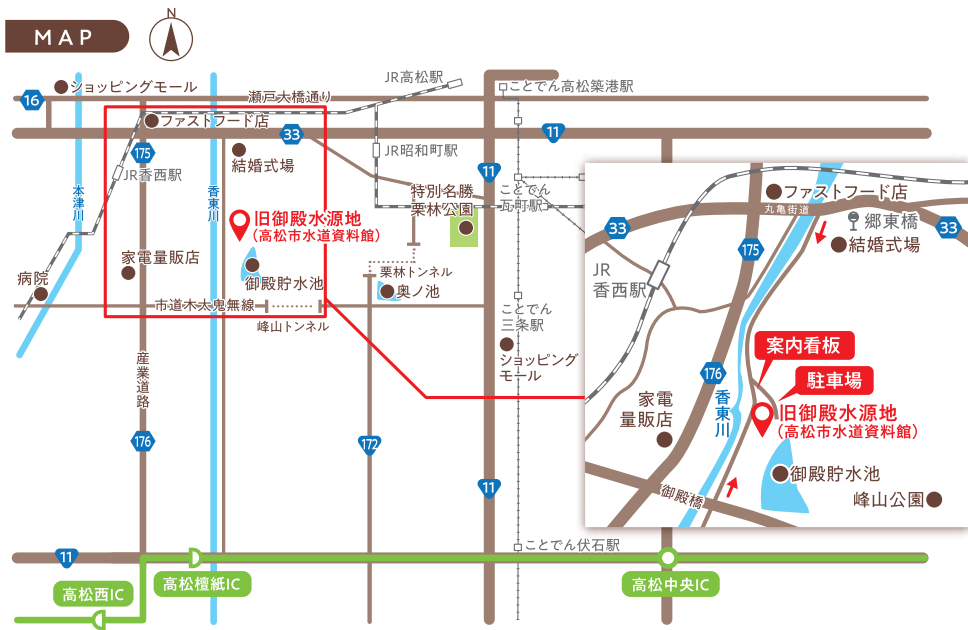 MAP
N
JR高松駅
ことでん高松築港駅
ショッピングモール
瀬戸大橋通り
16
ファストフード店
33
11
175
結婚式場
JR昭和町駅
JR香西駅
11
本津川
香東川
特別名勝
栗林公園
ことでん
瓦町駅
旧御殿水源地
(高松市水道資料館)
家電量販店
病院
御殿貯水池
栗林トンネル
奥ノ池
市道木太鬼無線
峰山トンネル
ことでん
三条駅
ショッピング
モール
産業道路
176
172
11
ことでん伏石駅
11
高松西IC
高松檀紙IC
高松中央IC
ファストフード店
丸亀街道
郷東橋
33
33
175
結婚式場
JR
香西駅
案内看板
176
駐車場
家電
量販店
香東川
旧御殿水源地
(高松市水道資料館)
御殿貯水池
御殿橋
峰山公園